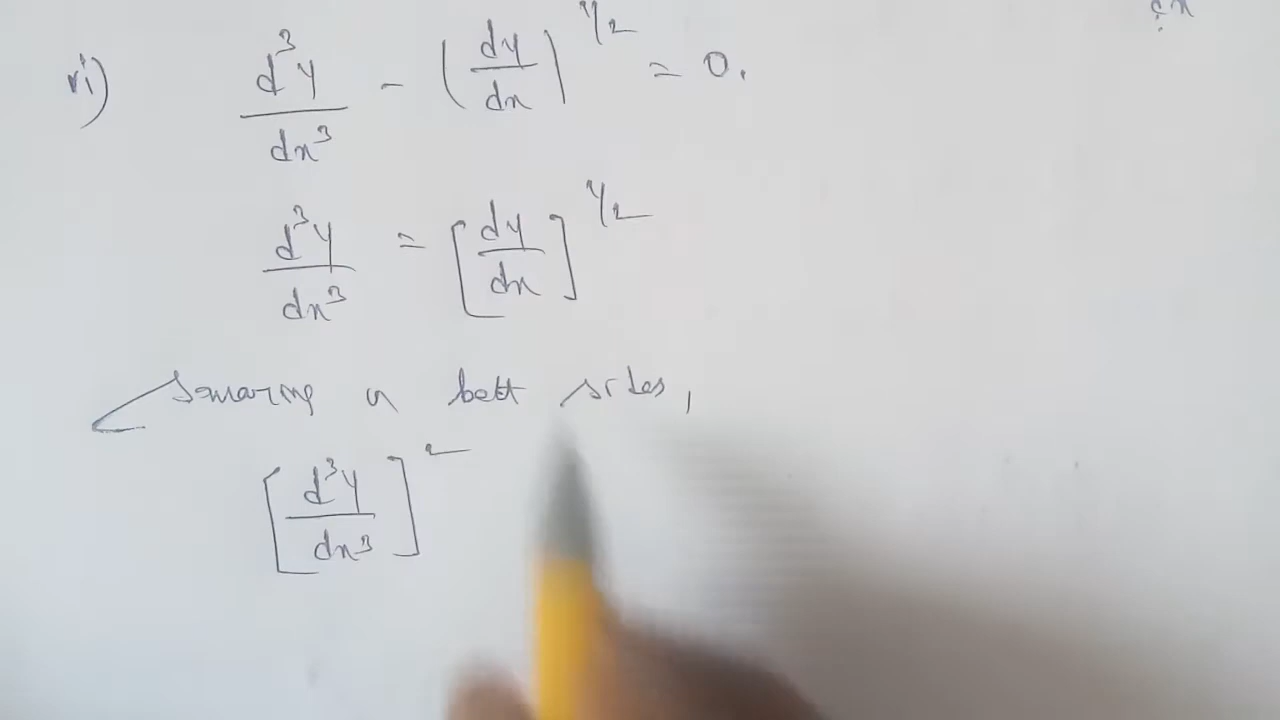 vi) d³y/dx³ - (dy/dx)^1/2 = 0.
d³y/dx³ = [dy/dx]^1/2
Squaring on both sides,
[d³y/dx³]²